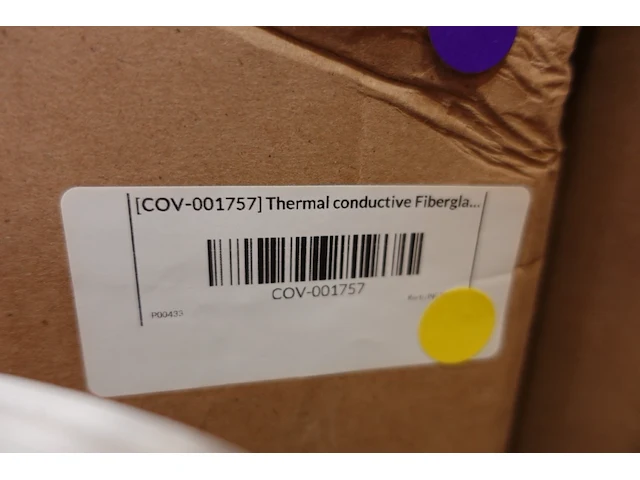 [COV-001757] Thermal conductive Fibergla...
COV-001757
P00433